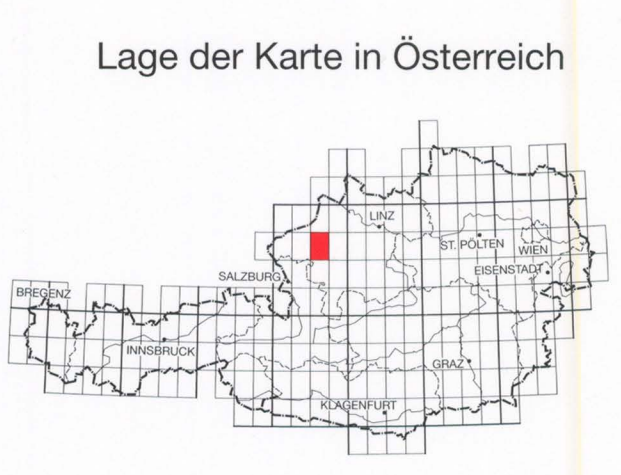 Lage der Karte in Österreich
LINZ
ST. PÖLTEN
WIEN
EISENSTADT
SALZBURG
BREGENZ
INNSBRUCK
GRAZ
KLAGENFURT